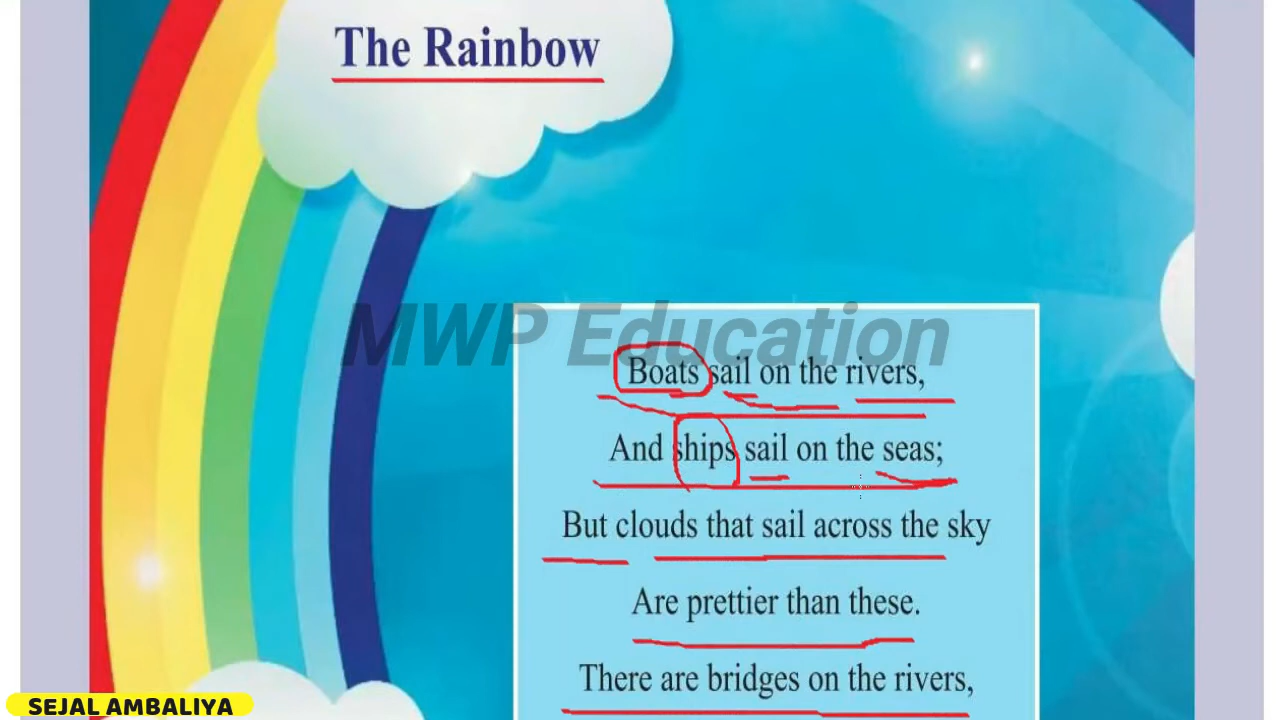 The Rainbow
MWP Education
Boats sail on the rivers,
And ships sail on the seas;
But clouds that sail across the sky
Are prettier than these.
There are bridges on the rivers,
SEJAL AMBALIYA